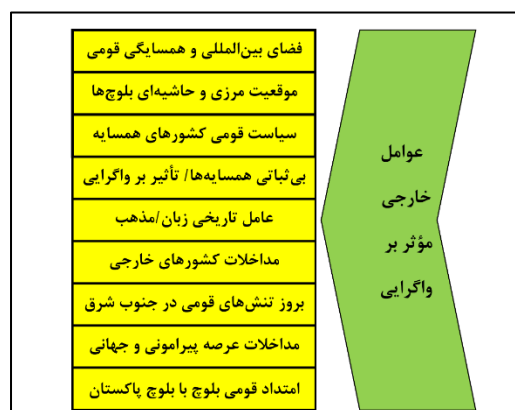 عوامل
خارجی
مؤثر بر
واگرایی
فضای بین‌المللی و همسایگی قومی
موقعیت مرزی و حاشیه‌ای بلوچ‌ها
سیاست قومی کشورهای همسایه
بی‌ثباتی همسایه‌ها/ تأثیر بر واگرایی
عامل تاریخی زبان/مذهب
مداخلات کشورهای خارجی
بروز تنش‌های قومی در جنوب شرق
مداخلات عرصه پیرامونی و جهانی
امتداد قومی بلوچ با بلوچ پاکستان